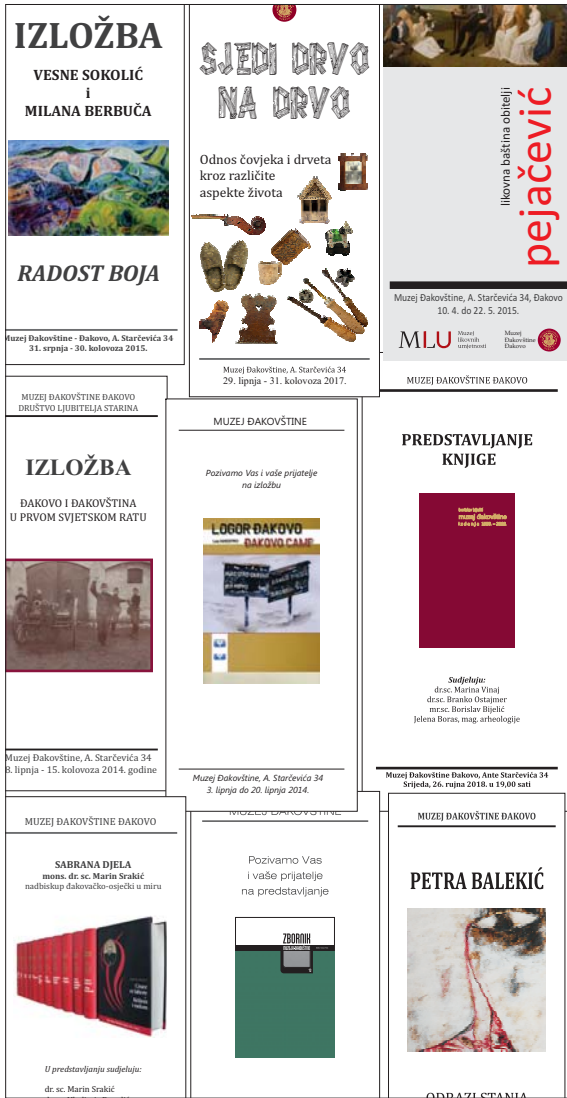 IZLOŽBA
VESNE SOKOLIĆ
i
MILANA BERBUČA
RADOST BOJA
Muzej Đakovštine - Đakovo, A. Starčevića 34
31. srpnja - 30. kolovoza 2015.
SJEDI DRVO
NA DRVO
Odnos čovjeka i drveta
kroz različite
aspekte života
Muzej Đakovštine, A. Starčevića 34
29. lipnja - 31. kolovoza 2017.
likovna baština obitelji
pejačević
Muzej Đakovštine, A. Starčevića 34, Đakovo
10. 4. do 22. 5. 2015.
MLU
Muzej
likovnih
umjetnosti
Muzej
Đakovštine
Đakovo
MUZEJ ĐAKOVŠTINE ĐAKOVO
DRUŠTVO LJUBITELJA STARINA
IZLOŽBA
ĐAKOVO I ĐAKOVŠTINA
U PRVOM SVJETSKOM RATU
Muzej Đakovštine, A. Starčevića 34
8. lipnja - 15. kolovoza 2014. godine
MUZEJ ĐAKOVŠTINE
Pozivamo Vas i vaše prijatelje
na izložbu
LOGOR ĐAKOVO
ĐAKOVO CAMP
Muzej Đakovštine, A. Starčevića 34
3. lipnja do 20. lipnja 2014.
MUZEJ ĐAKOVŠTINE ĐAKOVO
PREDSTAVLJANJE
KNJIGE
muzej đakovštine
Sudjeluju:
dr.sc. Marina Vinaj
dr.sc. Branko Ostajmer
mr.sc. Borislav Bijelić
Jelena Boras, mag. arheologije
Muzej Đakovštine Đakovo, Ante Starčevića 34
Srijeda, 26. rujna 2018. u 19,00 sati
MUZEJ ĐAKOVŠTINE ĐAKOVO
SABRANA DJELA
mons. dr. sc. Marin Srakić
nadbiskup đakovačko-osječki u miru
U predstavljanju sudjeluju:
dr. sc. Marin Srakić
MUZEJ ĐAKOVŠTINE
Pozivamo Vas
i vaše prijatelje
na predstavljanje
ZBORNIK
MUZEJ ĐAKOVŠTINE ĐAKOVO
PETRA BALEKIĆ
ODRAZI STANJA